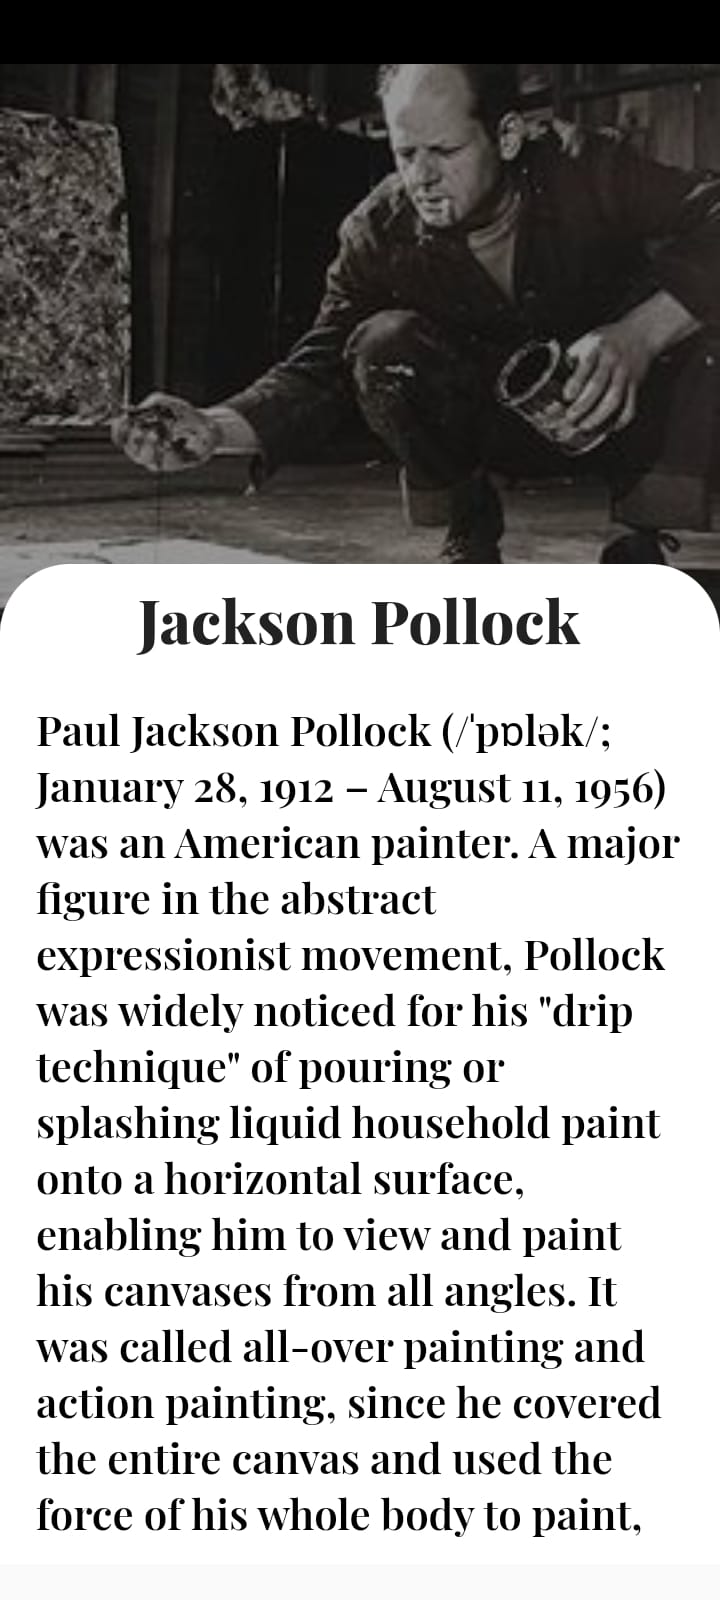 Jackson Pollock
Paul Jackson Pollock (/ˈpɒlək/;
January 28, 1912 – August 11, 1956)
was an American painter. A major
figure in the abstract
expressionist movement, Pollock
was widely noticed for his "drip
technique" of pouring or
splashing liquid household paint
onto a horizontal surface,
enabling him to view and paint
his canvases from all angles. It
was called all-over painting and
action painting, since he covered
the entire canvas and used the
force of his whole body to paint,